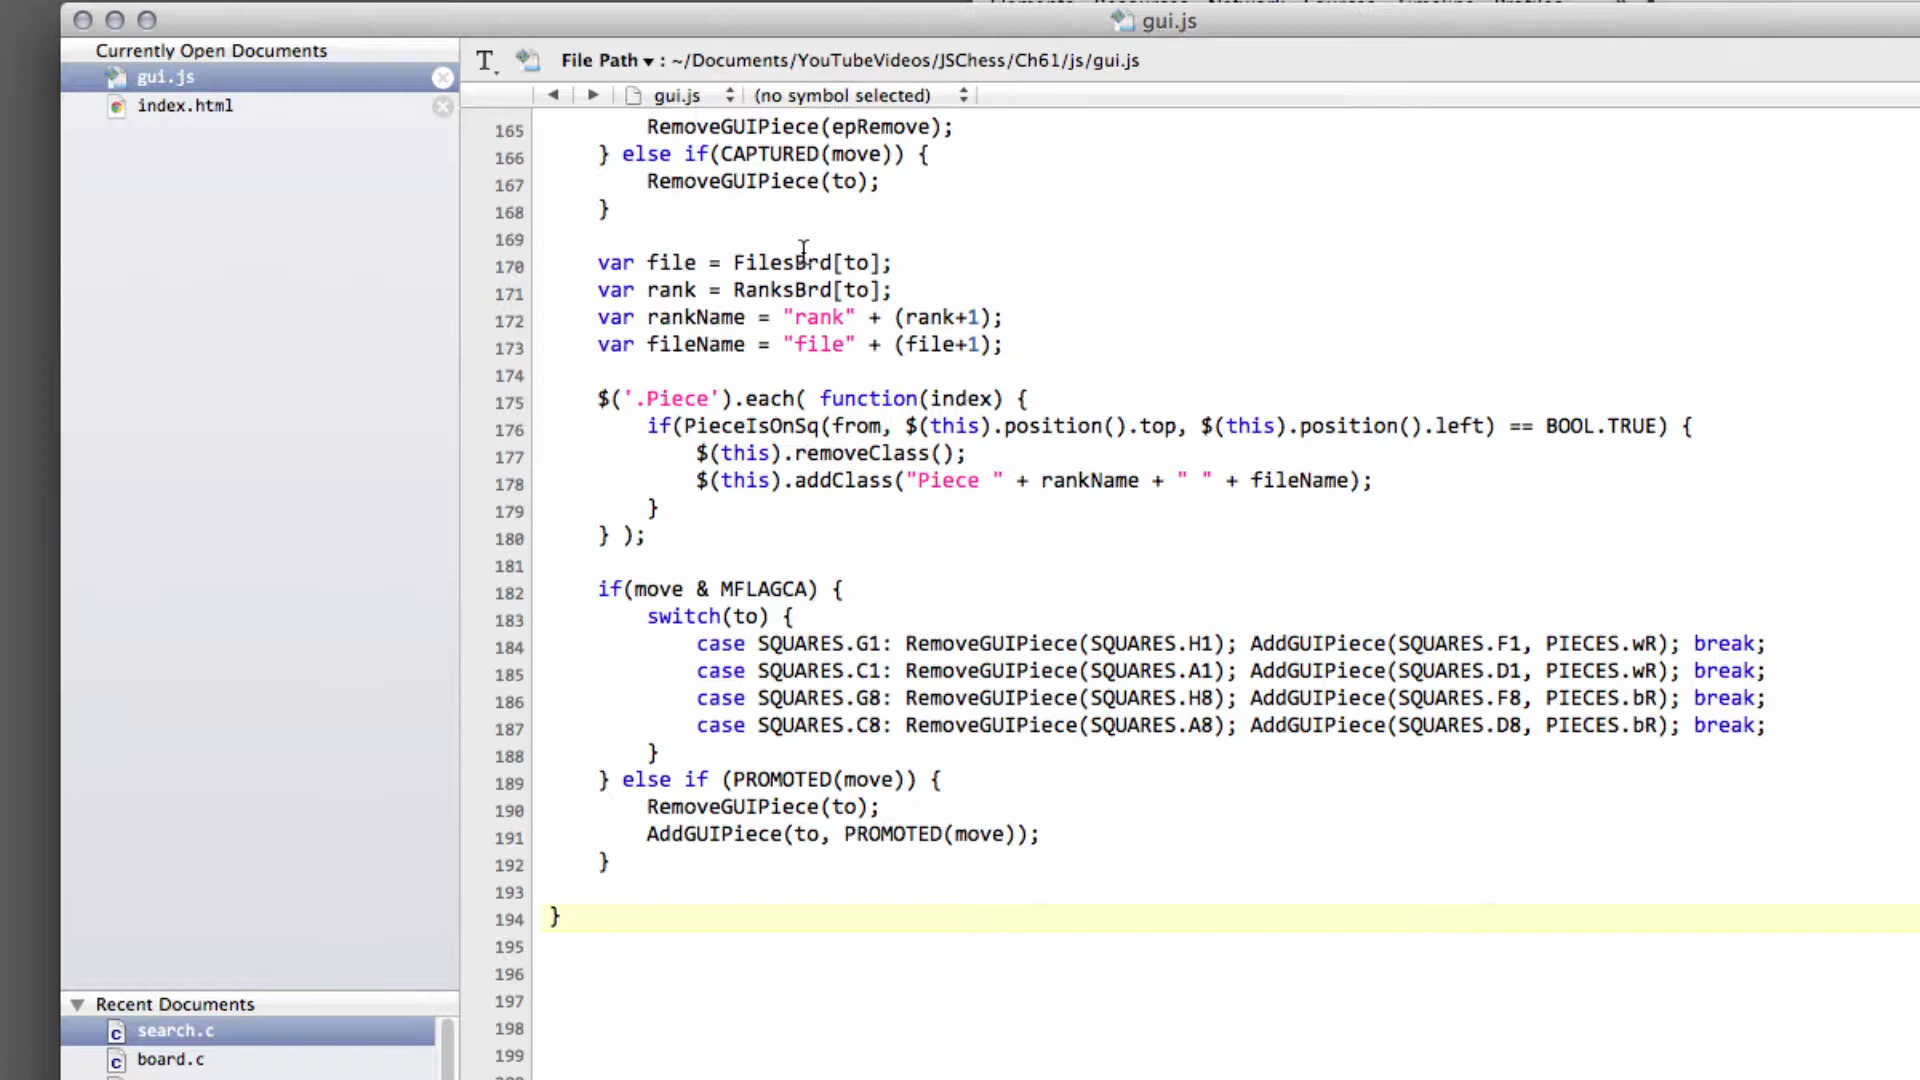 gui.js
Currently Open Documents
gui.js
index.html
T
File Path ▾ : ~/Documents/YouTubeVideos/JSChess/Ch61/js/gui.js
gui.js
(no symbol selected)
165 RemoveGUIPiece(epRemove);
166 } else if(CAPTURED(move)) {
167 RemoveGUIPiece(to);
168 }
169
170 var file = FilesBrd[to];
171 var rank = RanksBrd[to];
172 var rankName = "rank" + (rank+1);
173 var fileName = "file" + (file+1);
174
175 $('.Piece').each( function(index) {
176 if(PieceIsOnSq(from, $(this).position().top, $(this).position().left) == BOOL.TRUE) {
177 $(this).removeClass();
178 $(this).addClass("Piece " + rankName + " " + fileName);
179 }
180 } );
181
182 if(move & MFLAGCA) {
183 switch(to) {
184 case SQUARES.G1: RemoveGUIPiece(SQUARES.H1); AddGUIPiece(SQUARES.F1, PIECES.wR); break;
185 case SQUARES.C1: RemoveGUIPiece(SQUARES.A1); AddGUIPiece(SQUARES.D1, PIECES.wR); break;
186 case SQUARES.G8: RemoveGUIPiece(SQUARES.H8); AddGUIPiece(SQUARES.F8, PIECES.bR); break;
187 case SQUARES.C8: RemoveGUIPiece(SQUARES.A8); AddGUIPiece(SQUARES.D8, PIECES.bR); break;
188 }
189 } else if (PROMOTED(move)) {
190 RemoveGUIPiece(to);
191 AddGUIPiece(to, PROMOTED(move));
192 }
193
194 }
195
196
197
198
199
Recent Documents
search.c
board.c